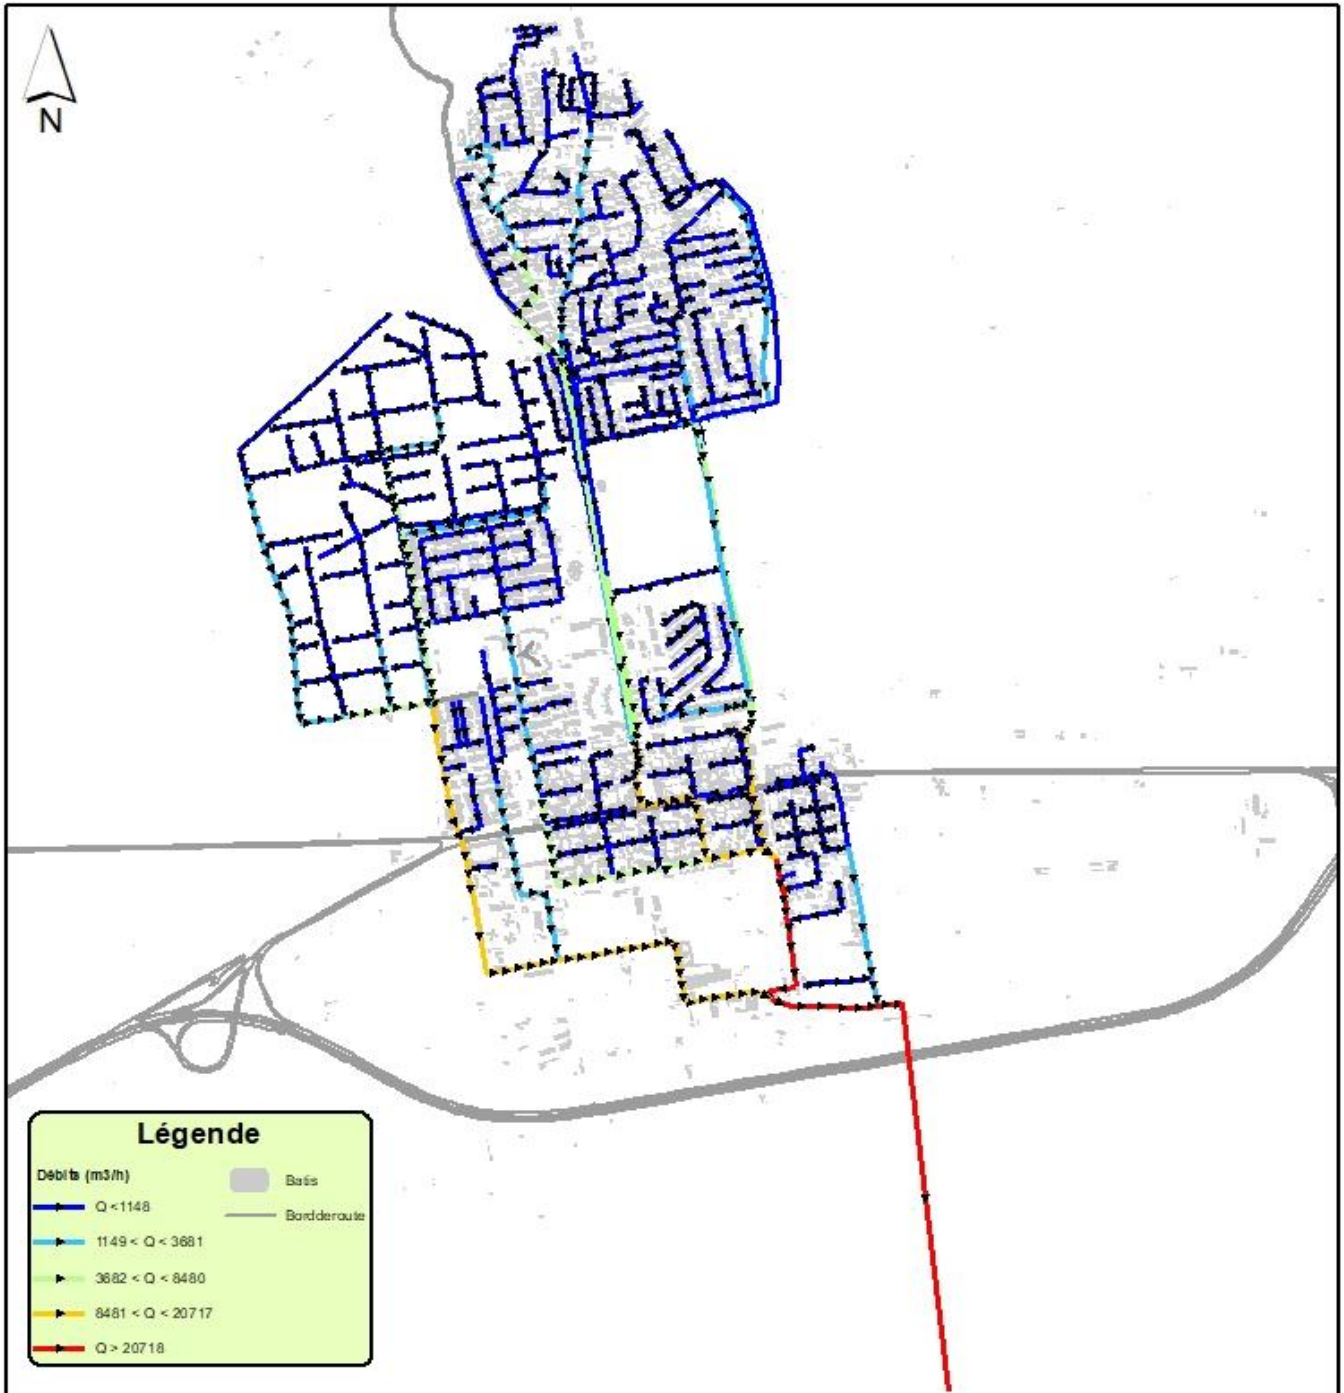 N
Légende
Débits (m3/h)
Q <1148
1149 < Q < 3681
3682 < Q < 8480
8481 < Q < 20717
Q > 20718
Batis
Bordderoute